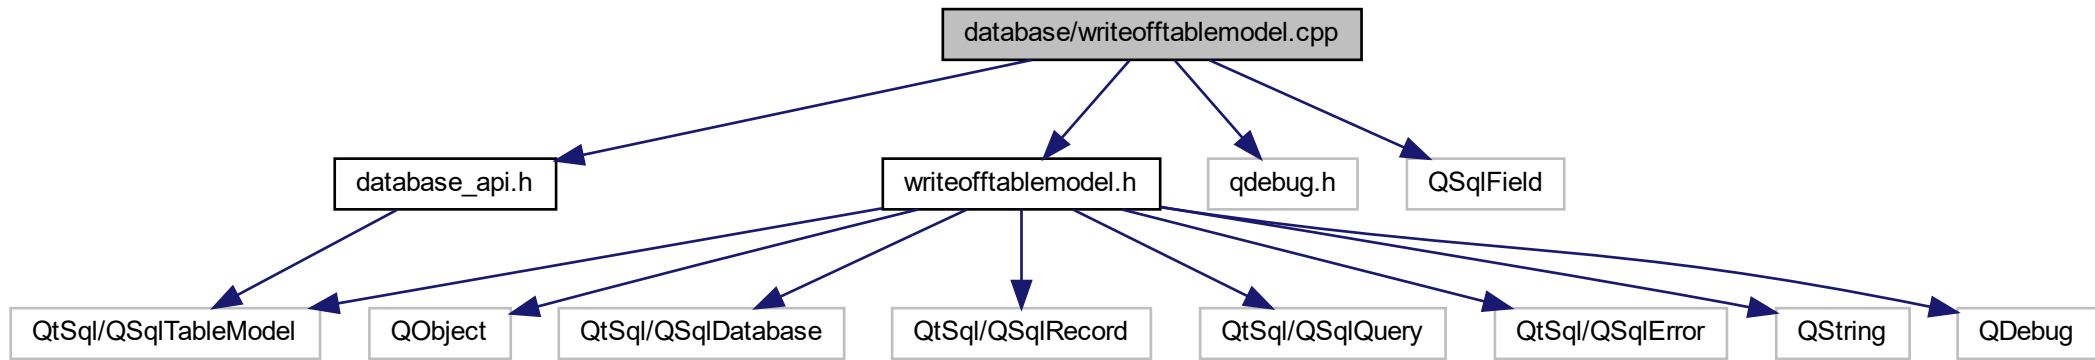 database/writeofftablemodel.cpp
database_api.h
writeofftablemodel.h
qdebug.h
QSqlField
QtSql/QSqlTableModel
QObject
QtSql/QSqlDatabase
QtSql/QSqlRecord
QtSql/QSqlQuery
QtSql/QSqlError
QString
QDebug